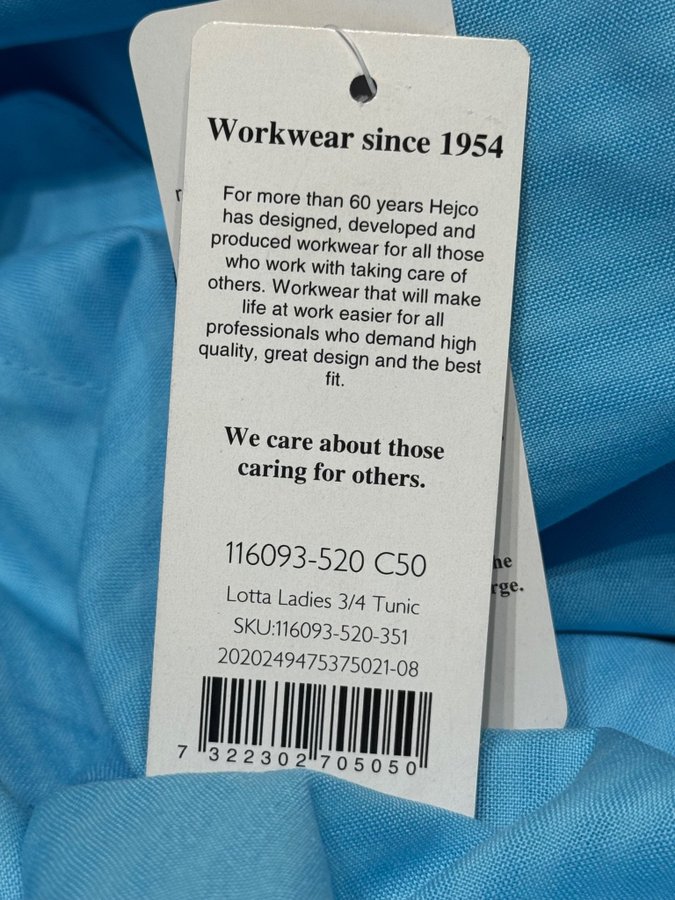 Workwear since 1954
For more than 60 years Hejco
has designed, developed and
produced workwear for all those
who work with taking care of
others. Workwear that will make
life at work easier for all
professionals who demand high
quality, great design and the best
fit.
We care about those
caring for others.
116093-520 C50
Lotta Ladies 3/4 Tunic
SKU:116093-520-351
2020249475375021-08
7 322302 705050